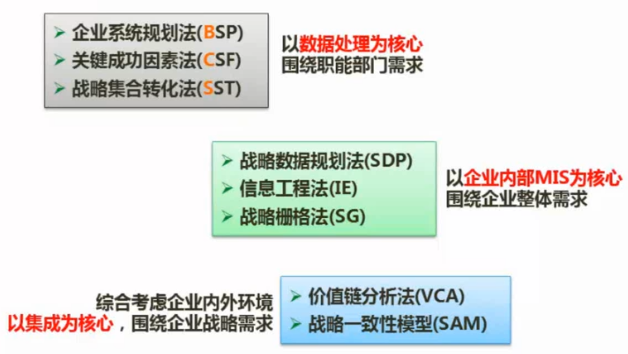 企业系统规划法(BSP)
关键成功因素法(CSF)
战略集合转化法(SST)
以数据处理为核心
围绕职能部门需求
战略数据规划法(SDP)
信息工程法(IE)
战略栅格法(SG)
以企业内部MIS为核心
围绕企业整体需求
综合考虑企业内外环境
以集成为核心，围绕企业战略需求
价值链分析法(VCA)
战略一致性模型(SAM)